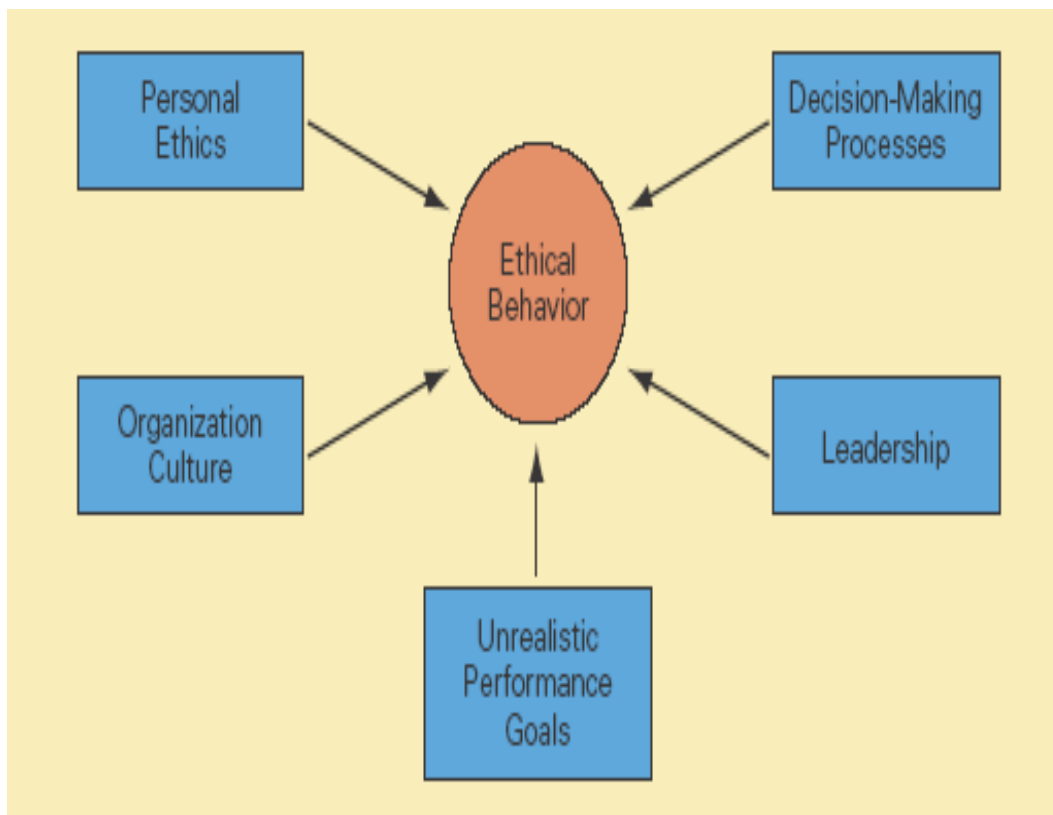 Personal
Ethics
Decision-Making
Processes
Ethical
Behavior
Organization
Culture
Leadership
Unrealistic
Performance
Goals